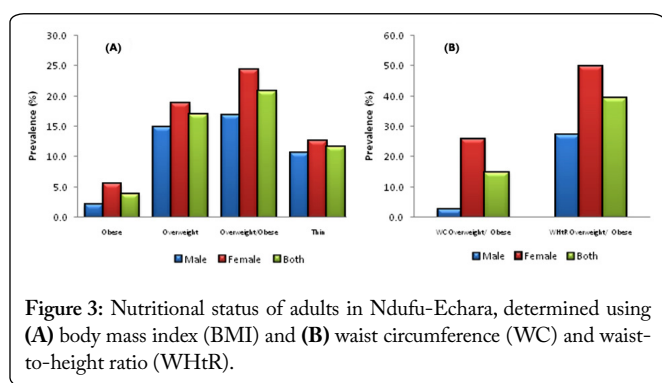 (A)
30.0
25.0
20.0
15.0
10.0
5.0
0.0
Prevalence (%)
Obese Overweight Overweight/Obese Thin
Male Female Both
(B)
60.0
50.0
40.0
30.0
20.0
10.0
0.0
Prevalence (%)
WC Overweight/ Obese WHtR Overweight/ Obese
Male Female Both
Figure 3: Nutritional status of adults in Ndufu-Echara, determined using
(A) body mass index (BMI) and (B) waist circumference (WC) and waist-
to-height ratio (WHtR).